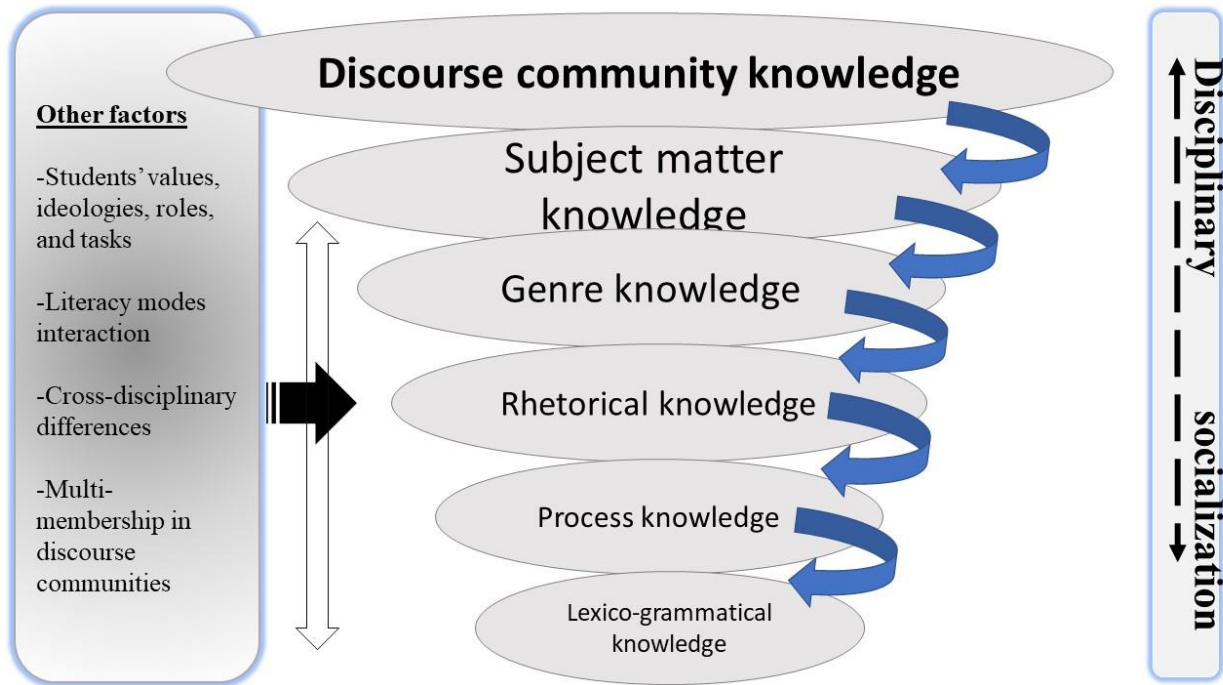 Other factors
-Students' values,
ideologies, roles,
and tasks
-Literacy modes
interaction
-Cross-disciplinary
differences
-Multi-
membership in
discourse
communities
Discourse community knowledge
Subject matter
knowledge
Genre knowledge
Rhetorical knowledge
Process knowledge
Lexico-grammatical
knowledge
Disciplinary socialization